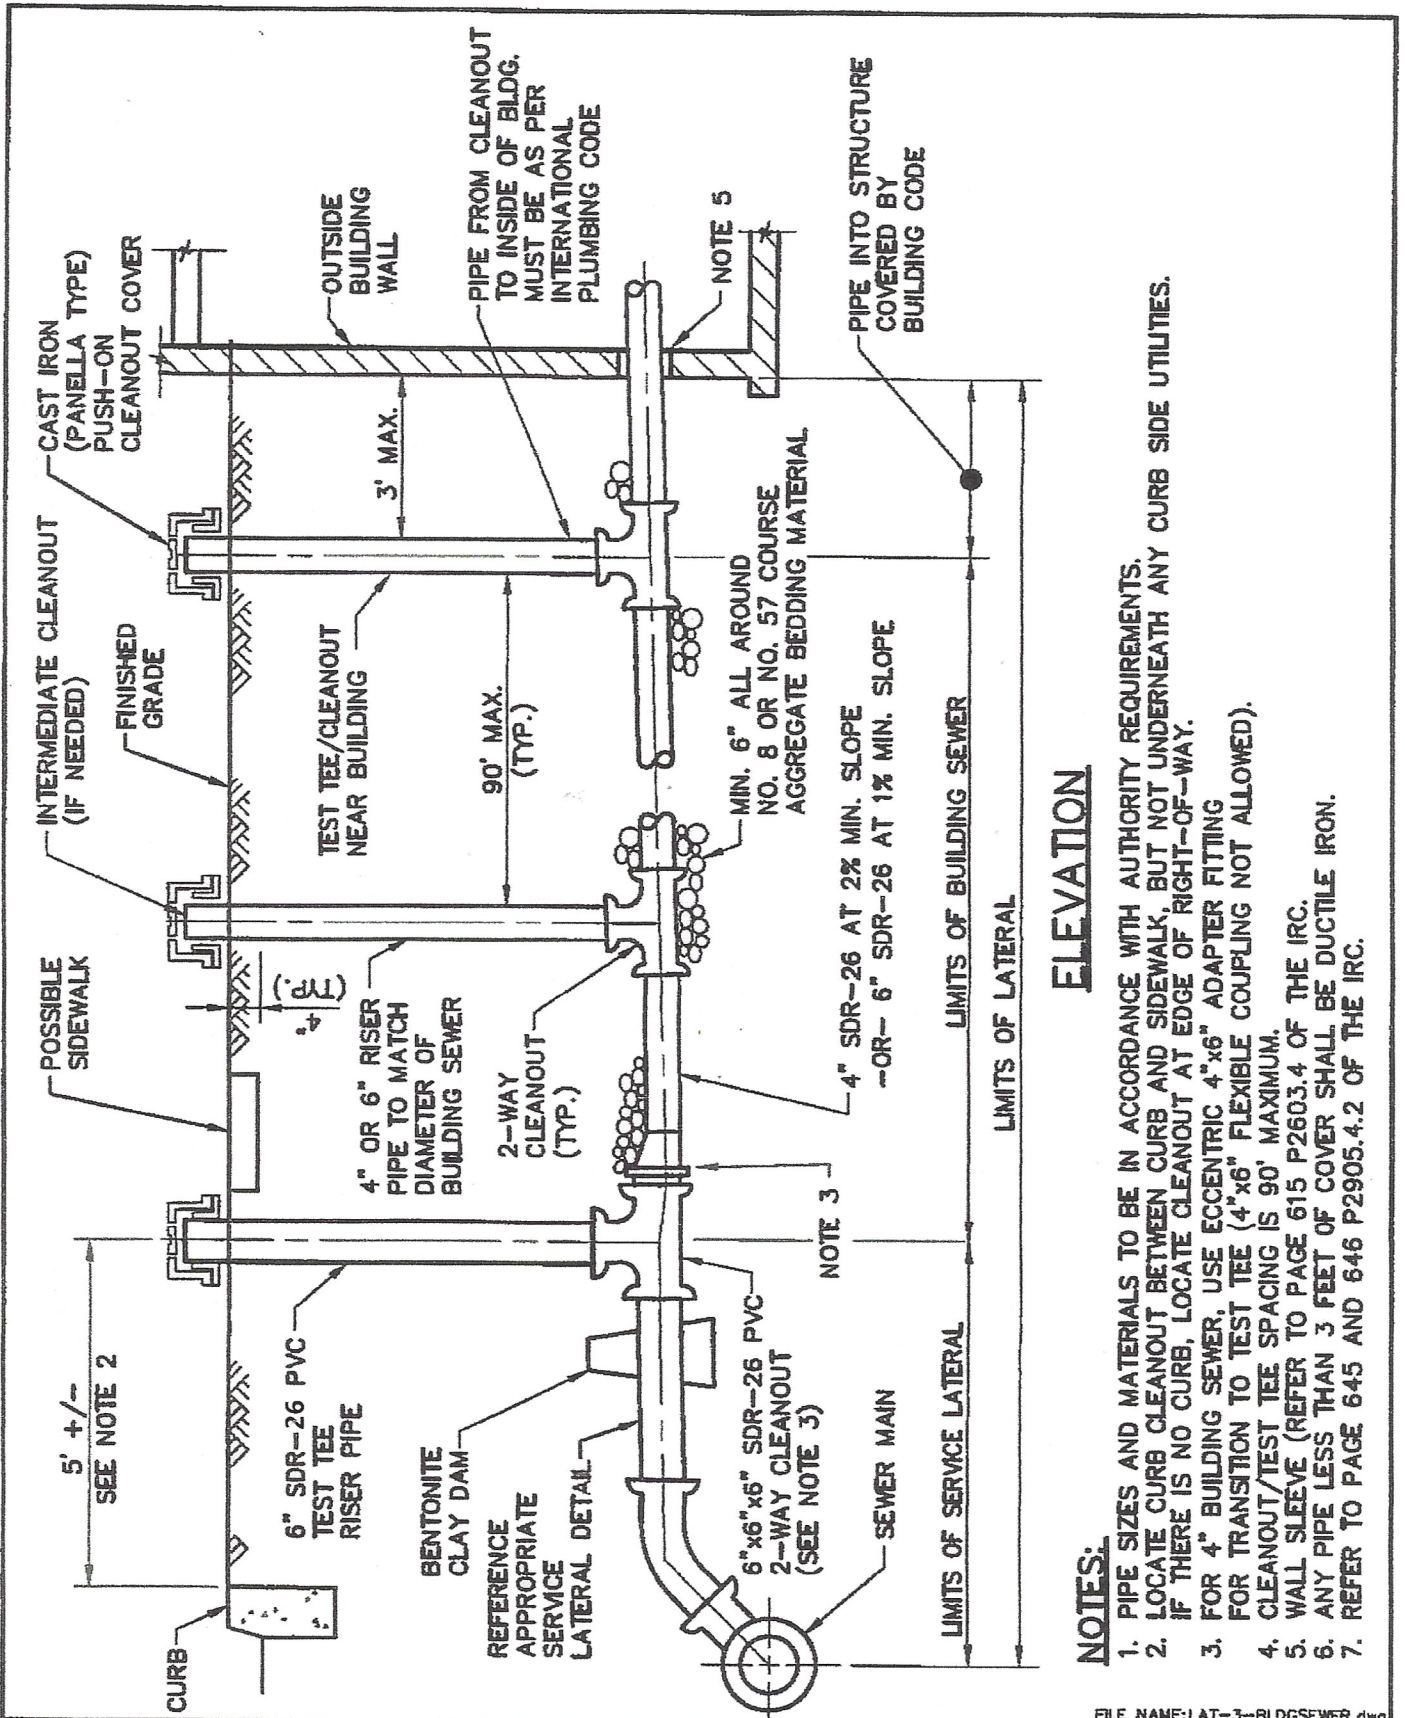 CURB
5' +/-
SEE NOTE 2
POSSIBLE
SIDEWALK
INTERMEDIATE CLEANOUT
(IF NEEDED)
FINISHED
GRADE
CAST IRON
(PANELLA TYPE)
PUSH-ON
CLEANOUT COVER
OUTSIDE
BUILDING
WALL
6" SDR-26 PVC
TEST TEE
RISER PIPE
4"
(TYP.)
4" OR 6" RISER
PIPE TO MATCH
DIAMETER OF
BUILDING SEWER
TEST TEE/CLEANOUT
NEAR BUILDING
3' MAX.
90' MAX.
(TYP.)
PIPE FROM CLEANOUT
TO INSIDE OF BLDG.
MUST BE AS PER
INTERNATIONAL
PLUMBING CODE
BENTONITE
CLAY DAM
REFERENCE
APPROPRIATE
SERVICE
LATERAL DETAIL
2-WAY
CLEANOUT
(TYP.)
NOTE 5
6"x6"x6" SDR-26 PVC
2-WAY CLEANOUT
(SEE NOTE 3)
NOTE 3
MIN. 6" ALL AROUND
NO. 8 OR NO. 57 COURSE
AGGREGATE BEDDING MATERIAL
4" SDR-26 AT 2% MIN. SLOPE
-OR- 6" SDR-26 AT 1% MIN. SLOPE
PIPE INTO STRUCTURE
COVERED BY
BUILDING CODE
SEWER MAIN
LIMITS OF SERVICE LATERAL
LIMITS OF BUILDING SEWER
LIMITS OF LATERAL
ELEVATION
NOTES:
1. PIPE SIZES AND MATERIALS TO BE IN ACCORDANCE WITH AUTHORITY REQUIREMENTS.
2. LOCATE CURB CLEANOUT BETWEEN CURB AND SIDEWALK, BUT NOT UNDERNEATH ANY CURB SIDE UTILITIES.
IF THERE IS NO CURB, LOCATE CLEANOUT AT EDGE OF RIGHT-OF-WAY.
3. FOR 4" BUILDING SEWER, USE ECCENTRIC 4"x6" ADAPTER FITTING
FOR TRANSITION TO TEST TEE (4"x6" FLEXIBLE COUPLING NOT ALLOWED).
4. CLEANOUT/TEST TEE SPACING IS 90' MAXIMUM.
5. WALL SLEEVE (REFER TO PAGE 615 P2603.4 OF THE IRC.
6. ANY PIPE LESS THAN 3 FEET OF COVER SHALL BE DUCTILE IRON.
7. REFER TO PAGE 645 AND 646 P2905.4.2 OF THE IRC.
FILE NAME:LAT-3-BLDGSEWER.dwg